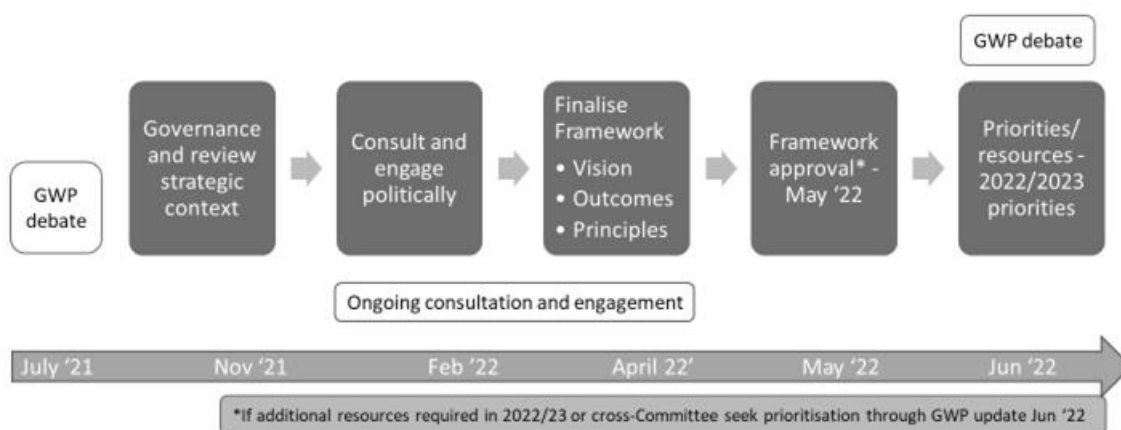 GWP debate
GWP
debate
Governance
and review
strategic
context
Consult and
engage
politically
Finalise
Framework
• Vision
• Outcomes
• Principles
Framework
approval* -
May ‘22
Priorities/
resources -
2022/2023
priorities
Ongoing consultation and engagement
July ‘21
Nov ‘21
Feb ‘22
April 22’
May ‘22
Jun ‘22
*If additional resources required in 2022/23 or cross-Committee seek prioritisation through GWP update Jun ‘22